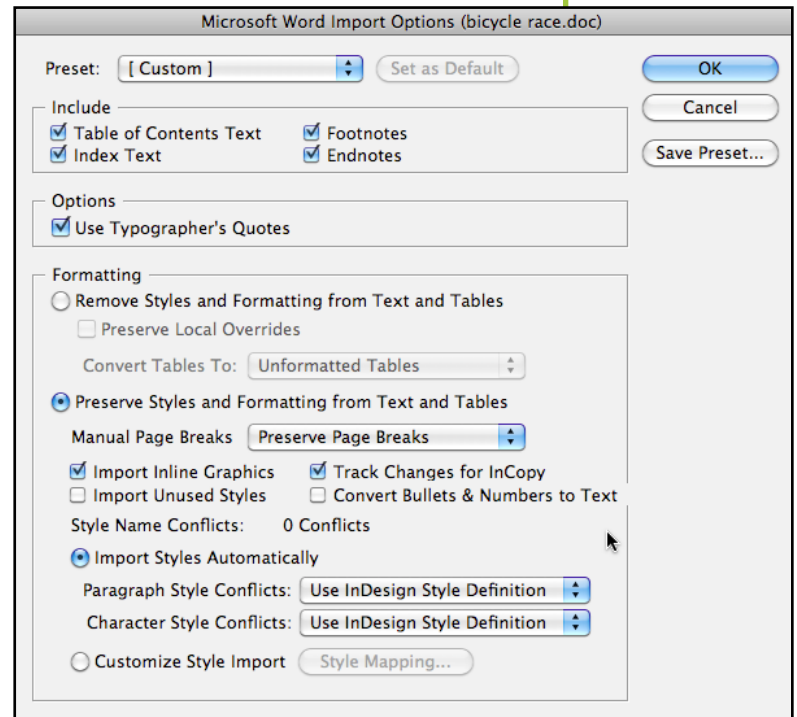 Microsoft Word Import Options (bicycle race.doc)
Preset: [ Custom ] Set as Default OK
Include Cancel
Table of Contents Text Footnotes
Index Text Endnotes Save Preset...
Options
Use Typographer's Quotes
Formatting
Remove Styles and Formatting from Text and Tables
Preserve Local Overrides
Convert Tables To: Unformatted Tables
Preserve Styles and Formatting from Text and Tables
Manual Page Breaks Preserve Page Breaks
Import Inline Graphics Track Changes for InCopy
Import Unused Styles Convert Bullets & Numbers to Text
Style Name Conflicts: 0 Conflicts
Import Styles Automatically
Paragraph Style Conflicts: Use InDesign Style Definition
Character Style Conflicts: Use InDesign Style Definition
Customize Style Import Style Mapping...